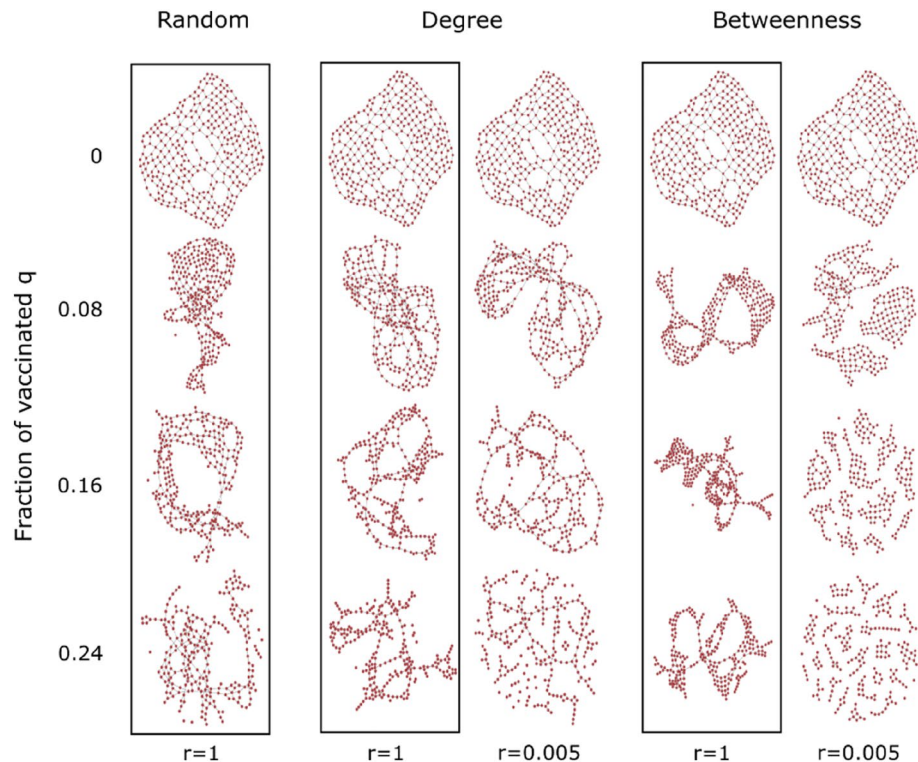 Random Degree Betweenness
Fraction of vaccinated q
0
0.08
0.16
0.24
r=1 r=1 r=0.005 r=1 r=0.005